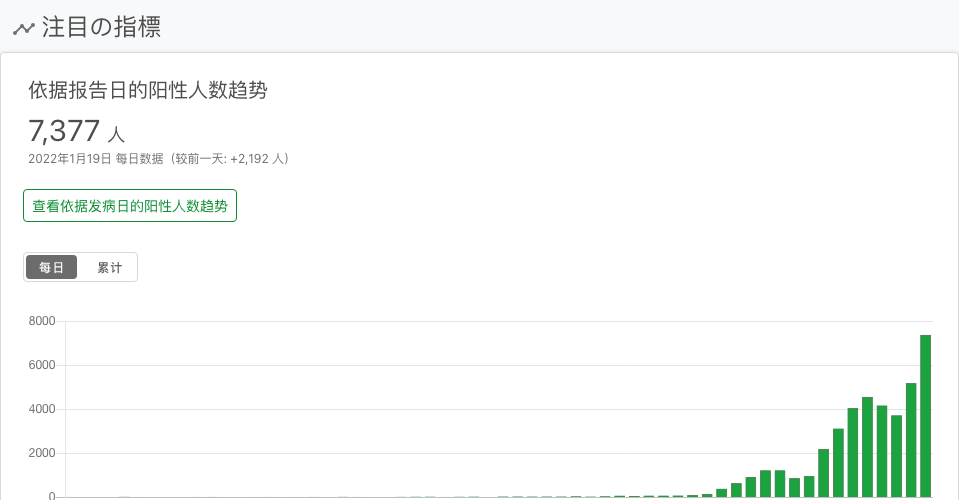 注目の指標
依据报告日的阳性人数趋势
7,377 人
2022年1月19日 每日数据（较前一天: +2,192 人）
查看依据发病日的阳性人数趋势
每日 累计
8000
6000
4000
2000
0